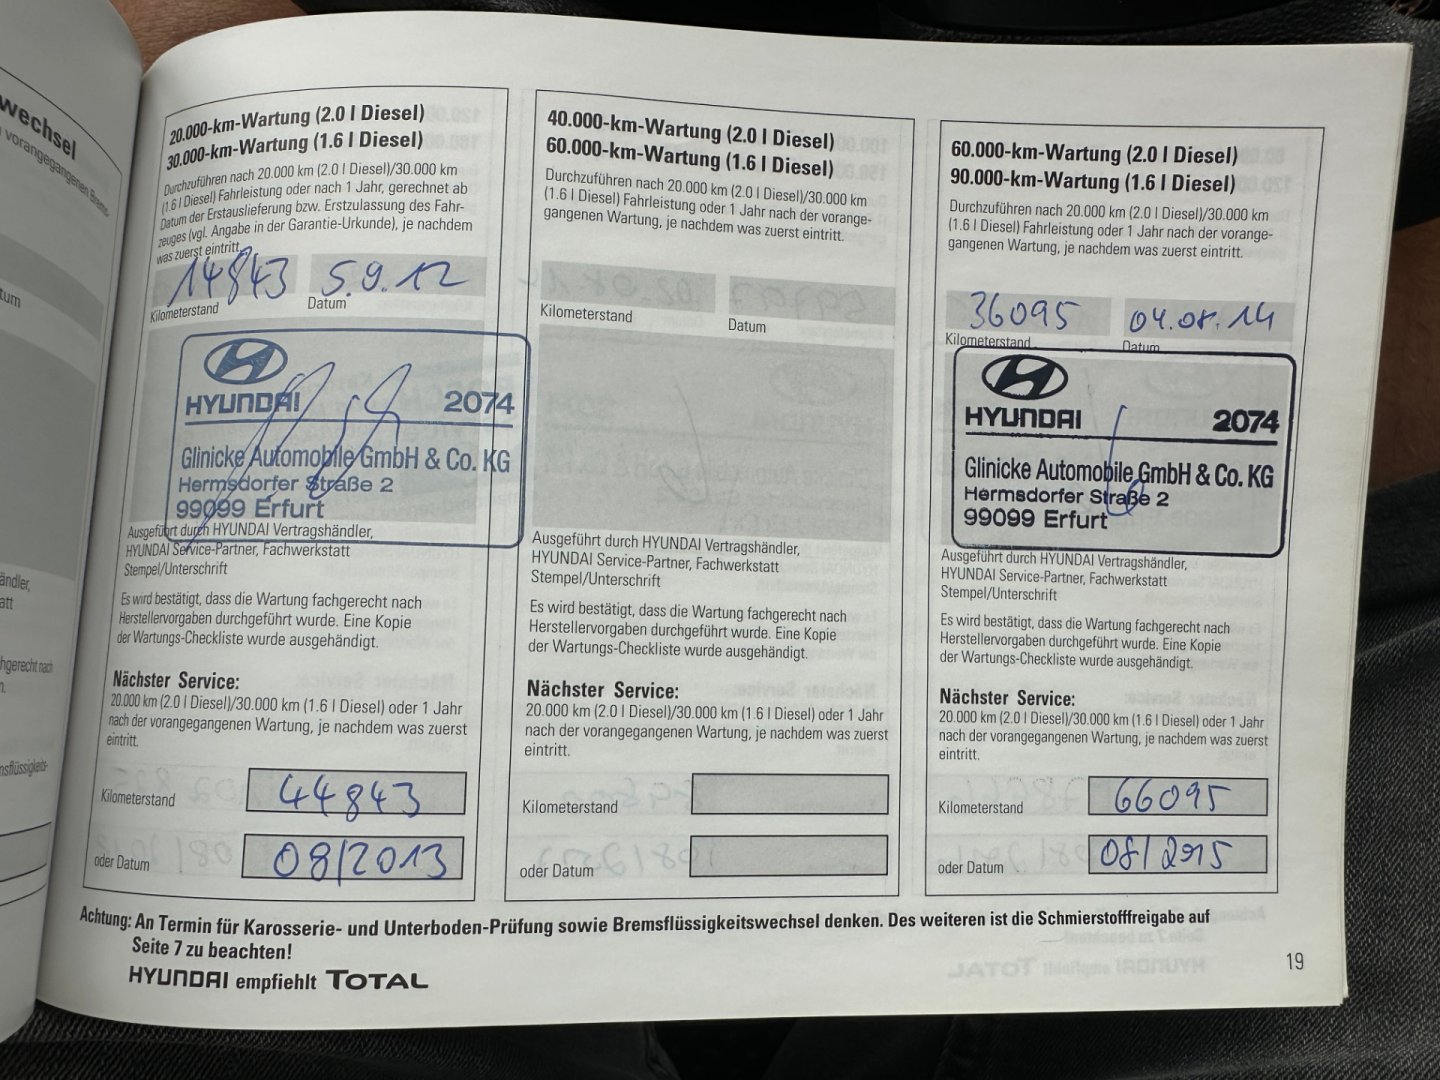 wechsel
vorangegangenen Brems-
tum
ändler,
att
hgerecht nach
n.
msflüssigkeits-
20.000-km-Wartung (2.0 l Diesel)
30.000-km-Wartung (1.6 l Diesel)
Durchzuführen nach 20.000 km (2.0 l Diesel)/30.000 km
(1.6 l Diesel) Fahrleistung oder nach 1 Jahr, gerechnet ab
Datum der Erstauslieferung bzw. Erstzulassung des Fahr-
zeuges (vgl. Angabe in der Garantie-Urkunde), je nachdem
was zuerst eintritt.
14843 5.9.12
Kilometerstand Datum
HYUNDAI 2074
Glinicke Automobile GmbH & Co. KG
Hermsdorfer Straße 2
99099 Erfurt
Ausgeführt durch HYUNDAI Vertragshändler,
HYUNDAI Service-Partner, Fachwerkstatt
Stempel/Unterschrift
Es wird bestätigt, dass die Wartung fachgerecht nach
Herstellervorgaben durchgeführt wurde. Eine Kopie
der Wartungs-Checkliste wurde ausgehändigt.
Nächster Service:
20.000 km (2.0 l Diesel)/30.000 km (1.6 l Diesel) oder 1 Jahr
nach der vorangegangenen Wartung, je nachdem was zuerst
eintritt.
Kilometerstand 44843
oder Datum 08/2013
40.000-km-Wartung (2.0 l Diesel)
60.000-km-Wartung (1.6 l Diesel)
Durchzuführen nach 20.000 km (2.0 l Diesel)/30.000 km
(1.6 l Diesel) Fahrleistung oder 1 Jahr nach der vorange-
gangenen Wartung, je nachdem was zuerst eintritt.
Kilometerstand Datum
Ausgeführt durch HYUNDAI Vertragshändler,
HYUNDAI Service-Partner, Fachwerkstatt
Stempel/Unterschrift
Es wird bestätigt, dass die Wartung fachgerecht nach
Herstellervorgaben durchgeführt wurde. Eine Kopie
der Wartungs-Checkliste wurde ausgehändigt.
Nächster Service:
20.000 km (2.0 l Diesel)/30.000 km (1.6 l Diesel) oder 1 Jahr
nach der vorangegangenen Wartung, je nachdem was zuerst
eintritt.
Kilometerstand
oder Datum
60.000-km-Wartung (2.0 l Diesel)
90.000-km-Wartung (1.6 l Diesel)
Durchzuführen nach 20.000 km (2.0 l Diesel)/30.000 km
(1.6 l Diesel) Fahrleistung oder 1 Jahr nach der vorange-
gangenen Wartung, je nachdem was zuerst eintritt.
36095 04.08.14
Kilometerstand Datum
HYUNDAI 2074
Glinicke Automobile GmbH & Co. KG
Hermsdorfer Straße 2
99099 Erfurt
Ausgeführt durch HYUNDAI Vertragshändler,
HYUNDAI Service-Partner, Fachwerkstatt
Stempel/Unterschrift
Es wird bestätigt, dass die Wartung fachgerecht nach
Herstellervorgaben durchgeführt wurde. Eine Kopie
der Wartungs-Checkliste wurde ausgehändigt.
Nächster Service:
20.000 km (2.0 l Diesel)/30.000 km (1.6 l Diesel) oder 1 Jahr
nach der vorangegangenen Wartung, je nachdem was zuerst
eintritt.
Kilometerstand 66095
oder Datum 08/2015
Achtung: An Termin für Karosserie- und Unterboden-Prüfung sowie Bremsflüssigkeitswechsel denken. Des weiteren ist die Schmierstofffreigabe auf
Seite 7 zu beachten!
HYUNDAI empfiehlt TOTAL
19